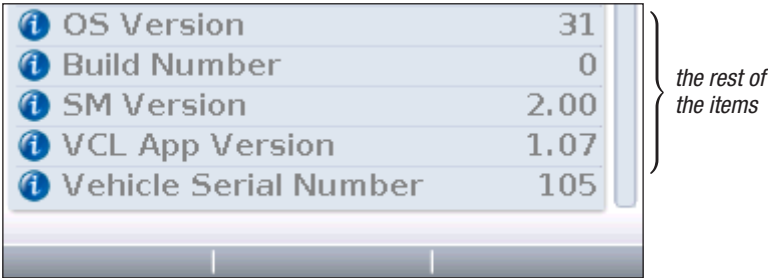 OS Version 31
Build Number 0
SM Version 2.00
VCL App Version 1.07
Vehicle Serial Number 105
the rest of
the items